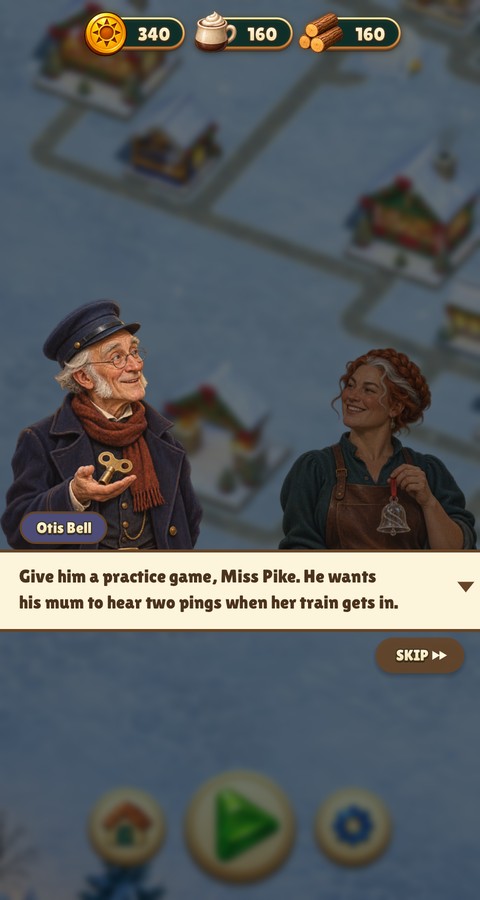 340
160
160
Otis Bell
Give him a practice game, Miss Pike. He wants
his mum to hear two pings when her train gets in.
SKIP